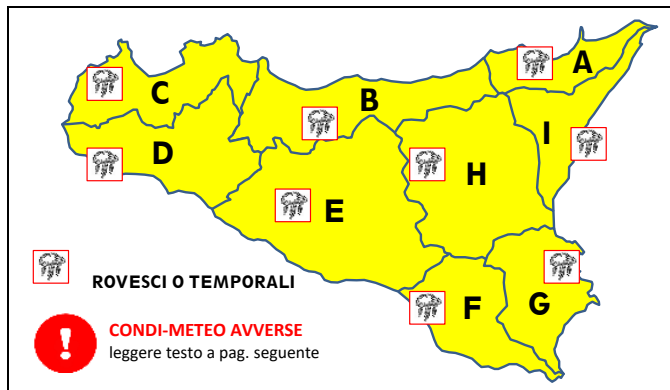 A
C
B
I
D
H
E
F
G
ROVESCI O TEMPORALI
CONDI-METEO AVVERSE
leggere testo a pag. seguente